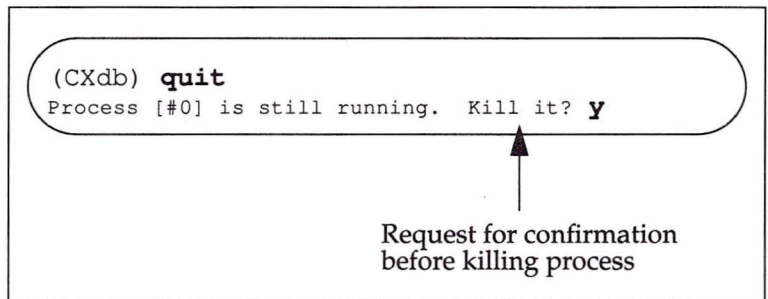 (CXdb) quit
Process [#0] is still running. Kill it? y
Request for confirmation
before killing process